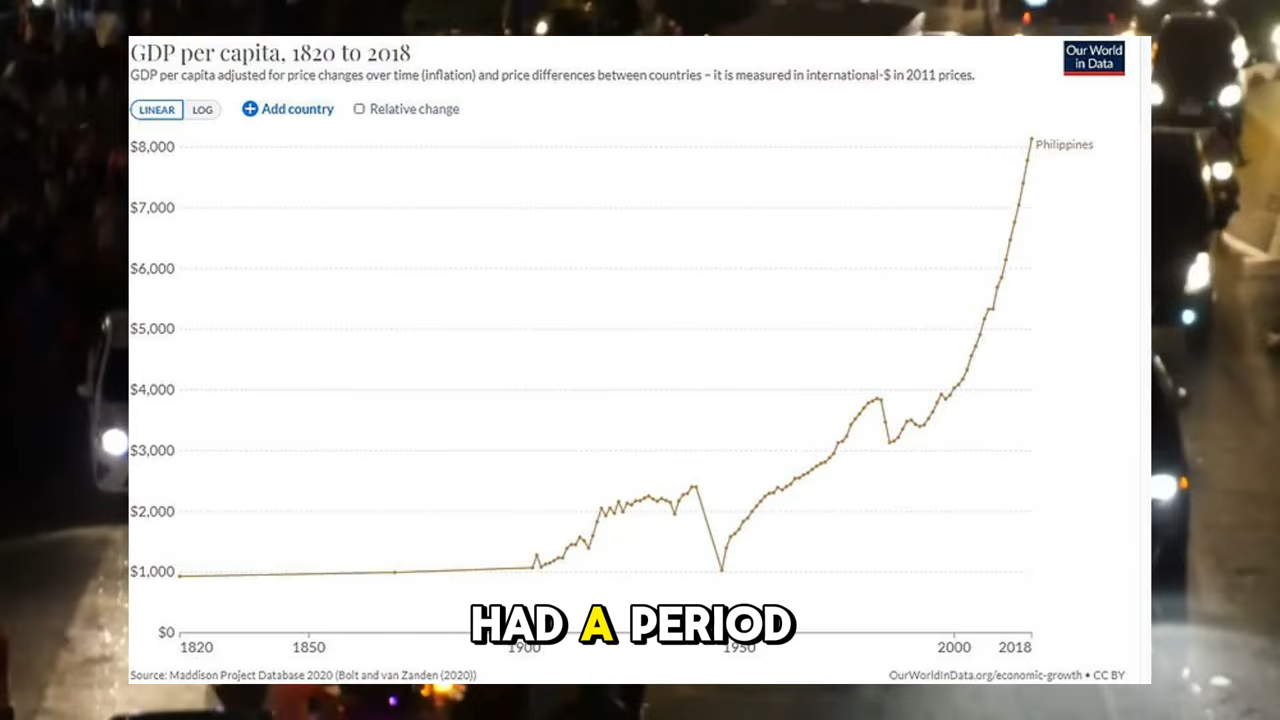 GDP per capita, 1820 to 2018
GDP per capita adjusted for price changes over time (inflation) and price differences between countries – it is measured in international-$ in 2011 prices.
Our World
in Data
LINEAR LOG Add country Relative change
$8,000
Philippines
$7,000
$6,000
$5,000
$4,000
$3,000
$2,000
$1,000
$0
HAD A PERIOD
1820 1850 1900 1950 2000 2018
Source: Maddison Project Database 2020 (Bolt and van Zanden (2020))
OurWorldInData.org/economic-growth • CC BY